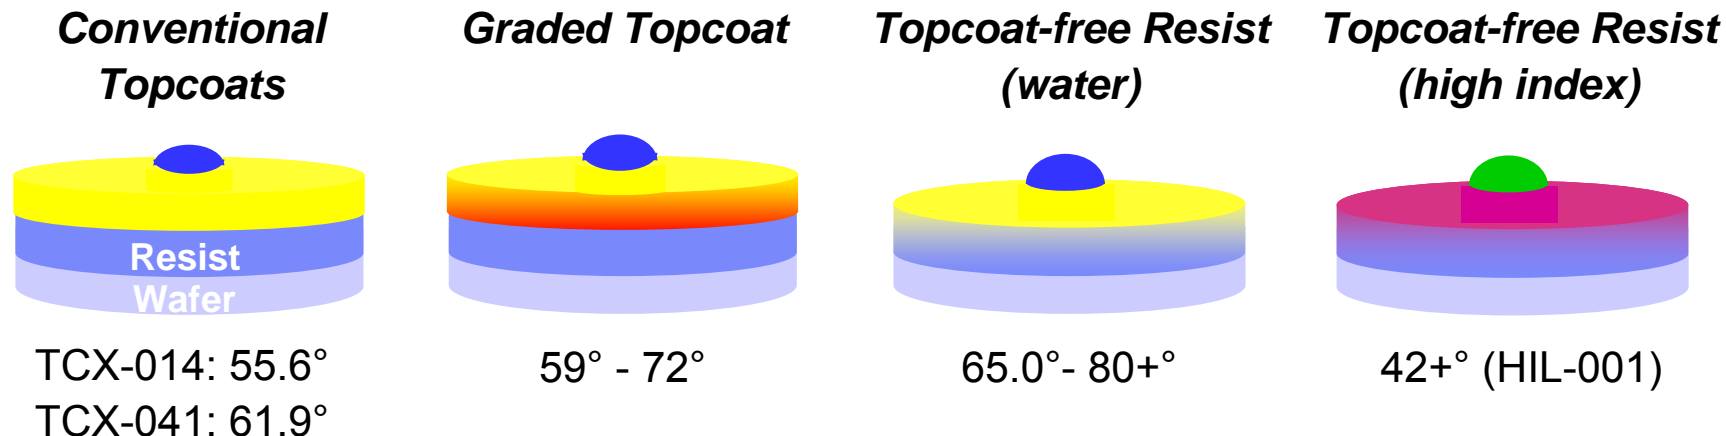 Conventional
Topcoats
Graded Topcoat
Topcoat-free Resist
(water)
Topcoat-free Resist
(high index)
Resist
Wafer
TCX-014: 55.6°
TCX-041: 61.9°
59° - 72°
65.0°- 80+°
42+° (HIL-001)